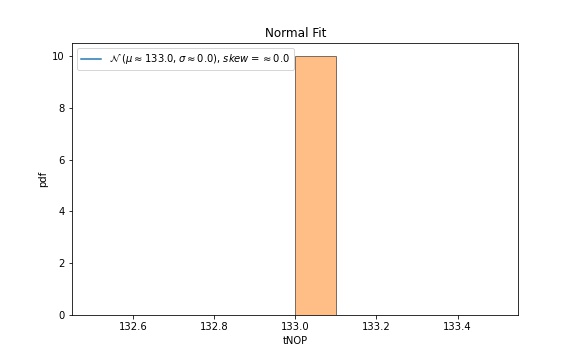 Normal Fit
𝒩(μ ≈ 133.0, σ ≈ 0.0), skew = ≈ 0.0
10
8
6
4
2
0
pdf
132.6 132.8 133.0 133.2 133.4
tNOP